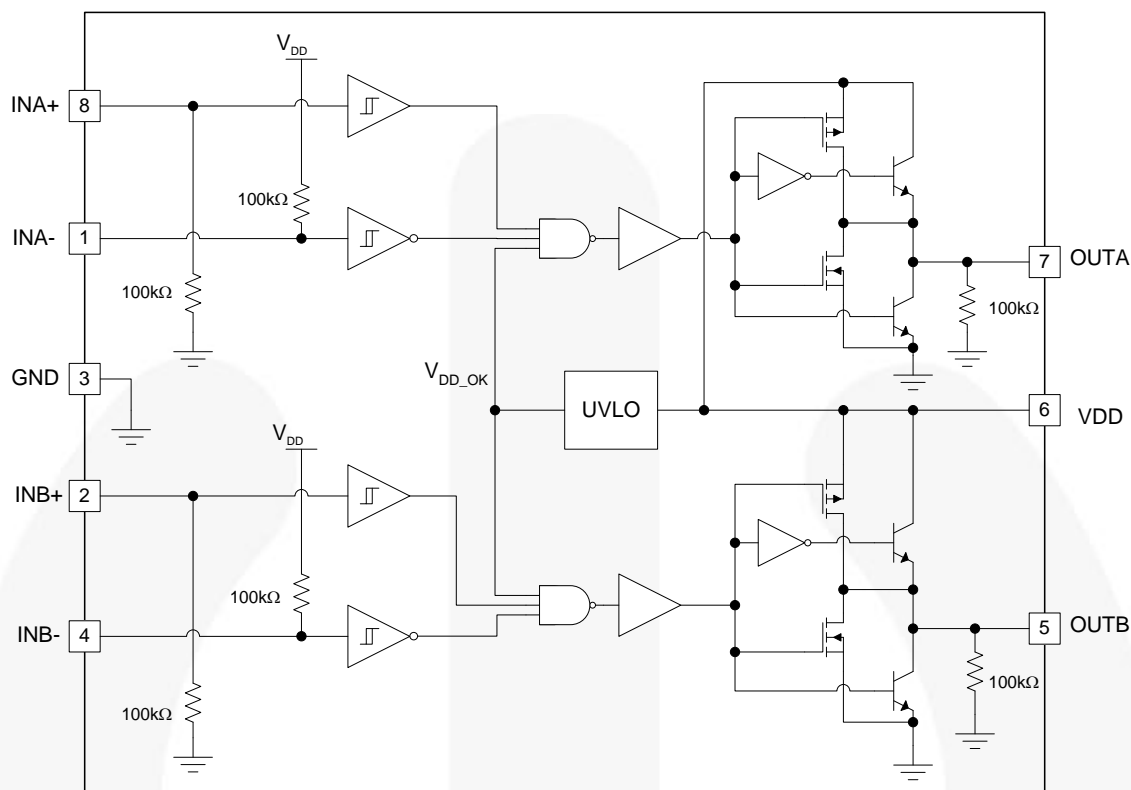 V_DD
INA+ 8
100kΩ
INA- 1
100kΩ
7 OUTA
100kΩ
GND 3
V_DD_OK
UVLO
6 VDD
V_DD
INB+ 2
100kΩ
INB- 4
5 OUTB
100kΩ
100kΩ